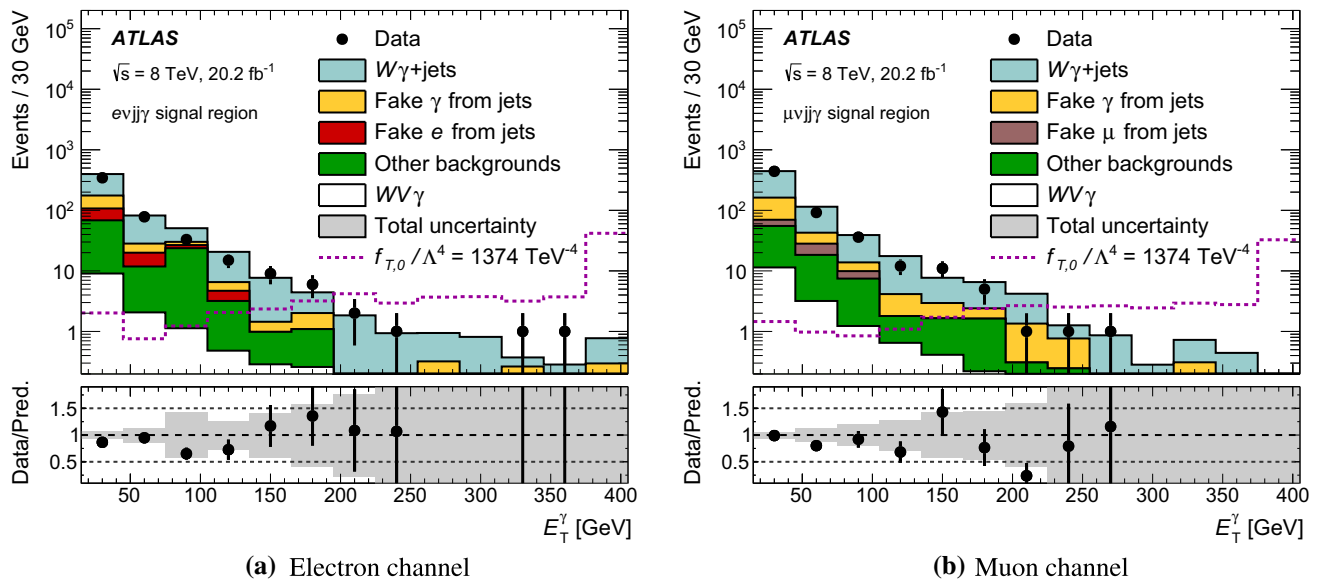 Events / 30 GeV
10⁵
10⁴
10³
10²
10
1
ATLAS
√s = 8 TeV, 20.2 fb⁻¹
eνjjγ signal region
Data
Wγ+jets
Fake γ from jets
Fake e from jets
Other backgrounds
WVγ
Total uncertainty
f_T,0 /Λ⁴ = 1374 TeV⁻⁴
Data/Pred.
1.5
1
0.5
50 100 150 200 250 300 350 400
E_T^γ [GeV]
(a) Electron channel
Events / 30 GeV
10⁵
10⁴
10³
10²
10
1
ATLAS
√s = 8 TeV, 20.2 fb⁻¹
μνjjγ signal region
Data
Wγ+jets
Fake γ from jets
Fake μ from jets
Other backgrounds
WVγ
Total uncertainty
f_T,0 /Λ⁴ = 1374 TeV⁻⁴
Data/Pred.
1.5
1
0.5
50 100 150 200 250 300 350 400
E_T^γ [GeV]
(b) Muon channel